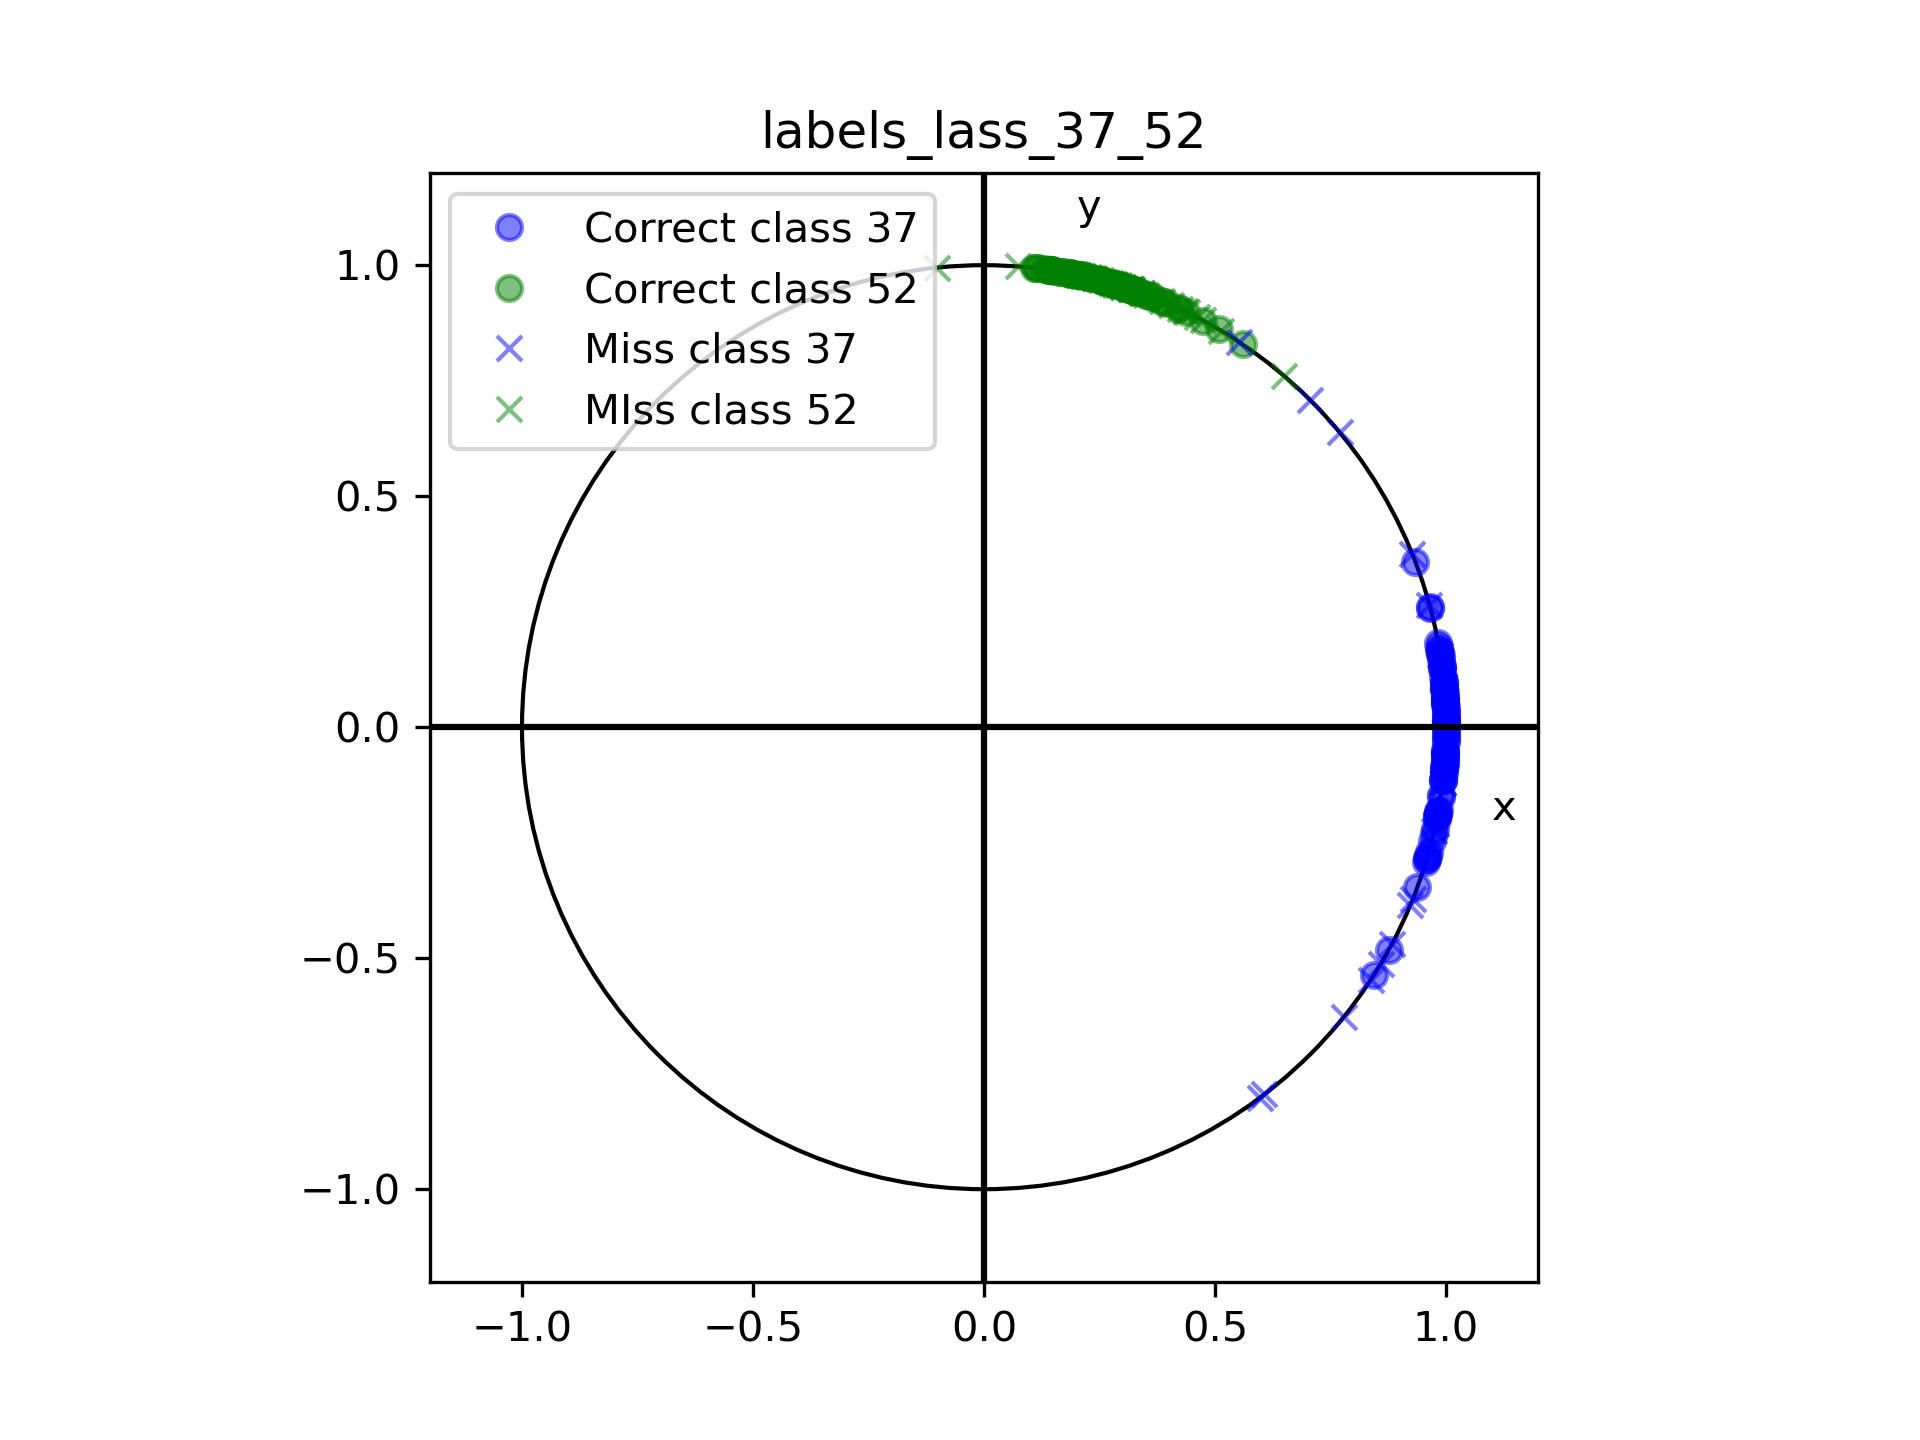 labels_lass_37_52
Correct class 37
Correct class 52
Miss class 37
MIss class 52
y
x
1.0
0.5
0.0
−0.5
−1.0
−1.0 −0.5 0.0 0.5 1.0